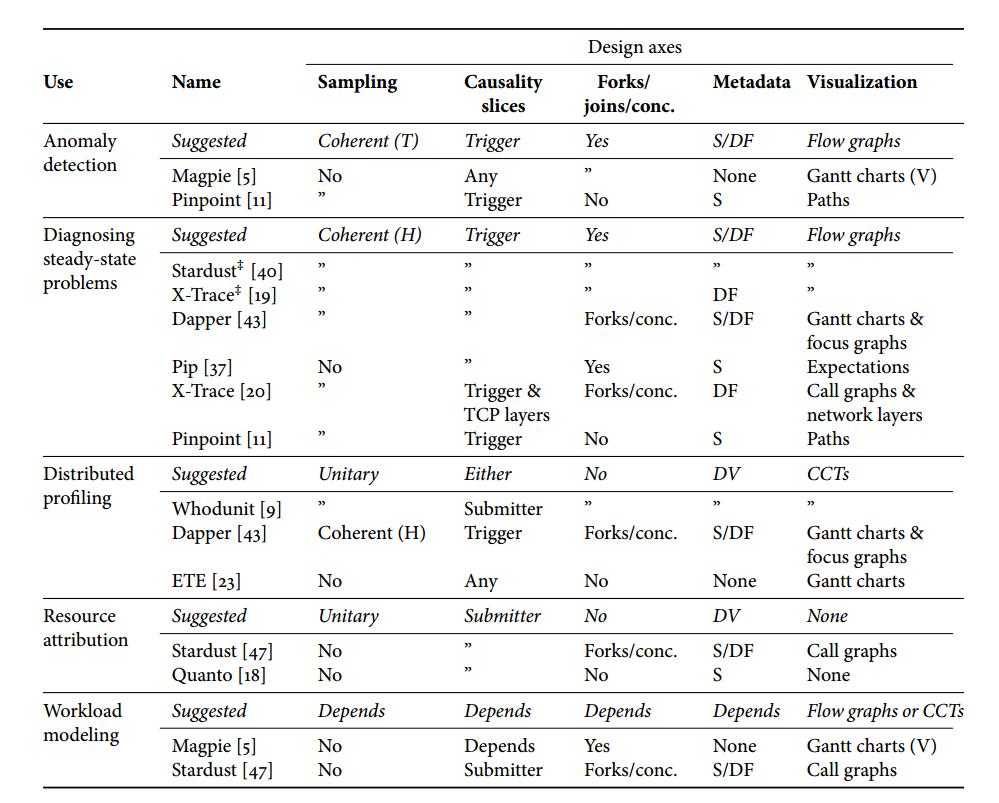 Design axes
Use Name Sampling Causality slices Forks/ joins/conc. Metadata Visualization
Anomaly detection Suggested Coherent (T) Trigger Yes S/DF Flow graphs
Magpie [5] No Any ” None Gantt charts (V)
Pinpoint [11] ” Trigger No S Paths
Diagnosing steady-state problems Suggested Coherent (H) Trigger Yes S/DF Flow graphs
Stardust‡ [40] ” ” ” ” ”
X-Trace‡ [19] ” ” ” DF ”
Dapper [43] ” ” Forks/conc. S/DF Gantt charts & focus graphs
Pip [37] No ” Yes S Expectations
X-Trace [20] ” Trigger & TCP layers Forks/conc. DF Call graphs & network layers
Pinpoint [11] ” Trigger No S Paths
Distributed profiling Suggested Unitary Either No DV CCTs
Whodunit [9] ” Submitter ” ” ”
Dapper [43] Coherent (H) Trigger Forks/conc. S/DF Gantt charts & focus graphs
ETE [23] No Any No None Gantt charts
Resource attribution Suggested Unitary Submitter No DV None
Stardust [47] No ” Forks/conc. S/DF Call graphs
Quanto [18] No ” No S None
Workload modeling Suggested Depends Depends Depends Depends Flow graphs or CCTs
Magpie [5] No Depends Yes None Gantt charts (V)
Stardust [47] No Submitter Forks/conc. S/DF Call graphs